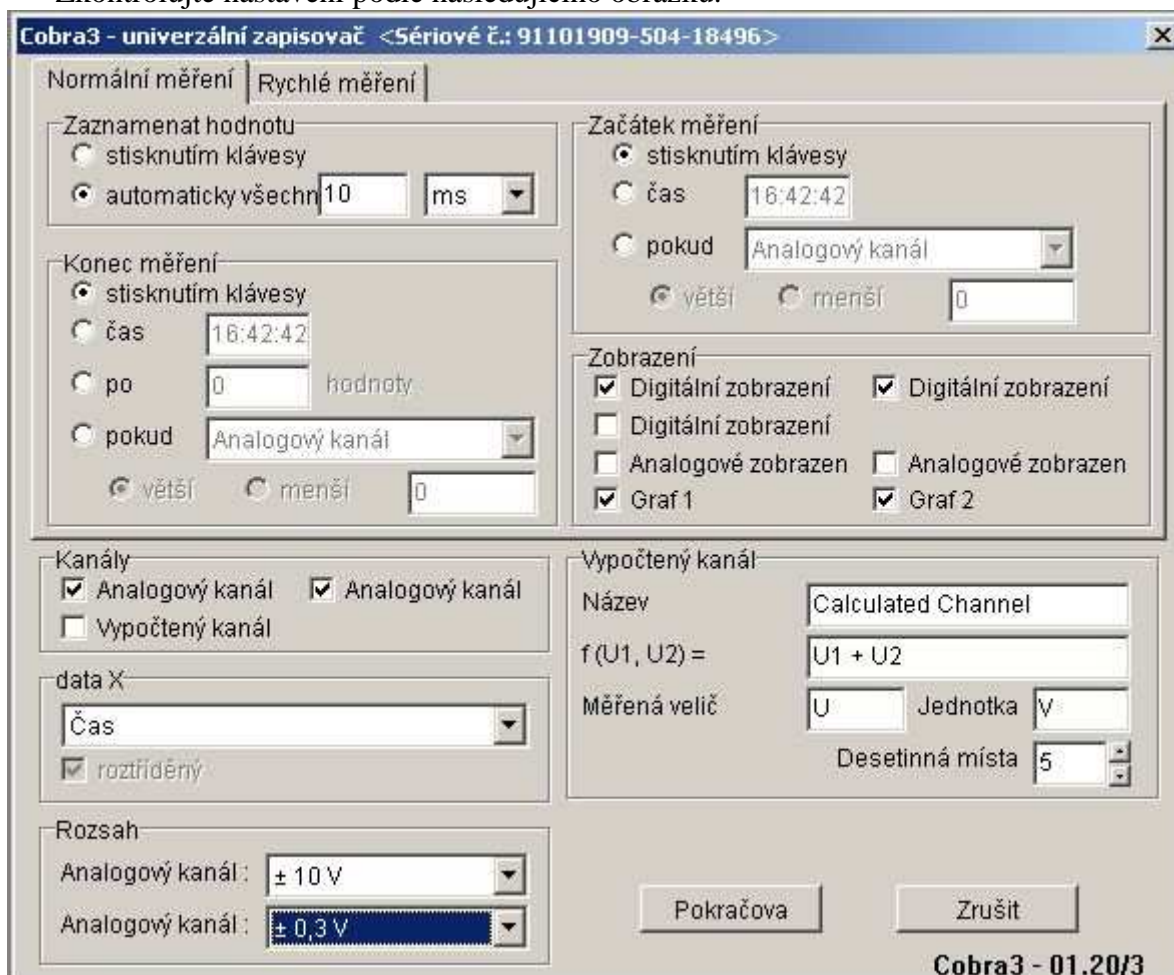 Zkontrolujte nastavení podle následujícího obrázku:
Cobra3 - univerzální zapisovač <Sériové č.: 91101909-504-18496>
Normální měření
Rychlé měření
Zaznamenat hodnotu
stisknutím klávesy
automaticky všechn 10 ms
Konec měření
stisknutím klávesy
čas 16:42:42
po 0 hodnoty
pokud Analogový kanál
větší menší 0
Začátek měření
stisknutím klávesy
čas 16:42:42
pokud Analogový kanál
větší menší 0
Zobrazení
Digitální zobrazení Digitální zobrazení
Digitální zobrazení
Analogové zobrazen Analogové zobrazen
Graf 1 Graf 2
Kanály
Analogový kanál Analogový kanál
Vypočtený kanál
data X
Čas
roztříděný
Rozsah
Analogový kanál : ± 10 V
Analogový kanál : ± 0,3 V
Vypočtený kanál
Název Calculated Channel
f (U1, U2) = U1 + U2
Měřená velič U Jednotka V
Desetinná místa 5
Pokračova
Zrušit
Cobra3 - 01.20/3